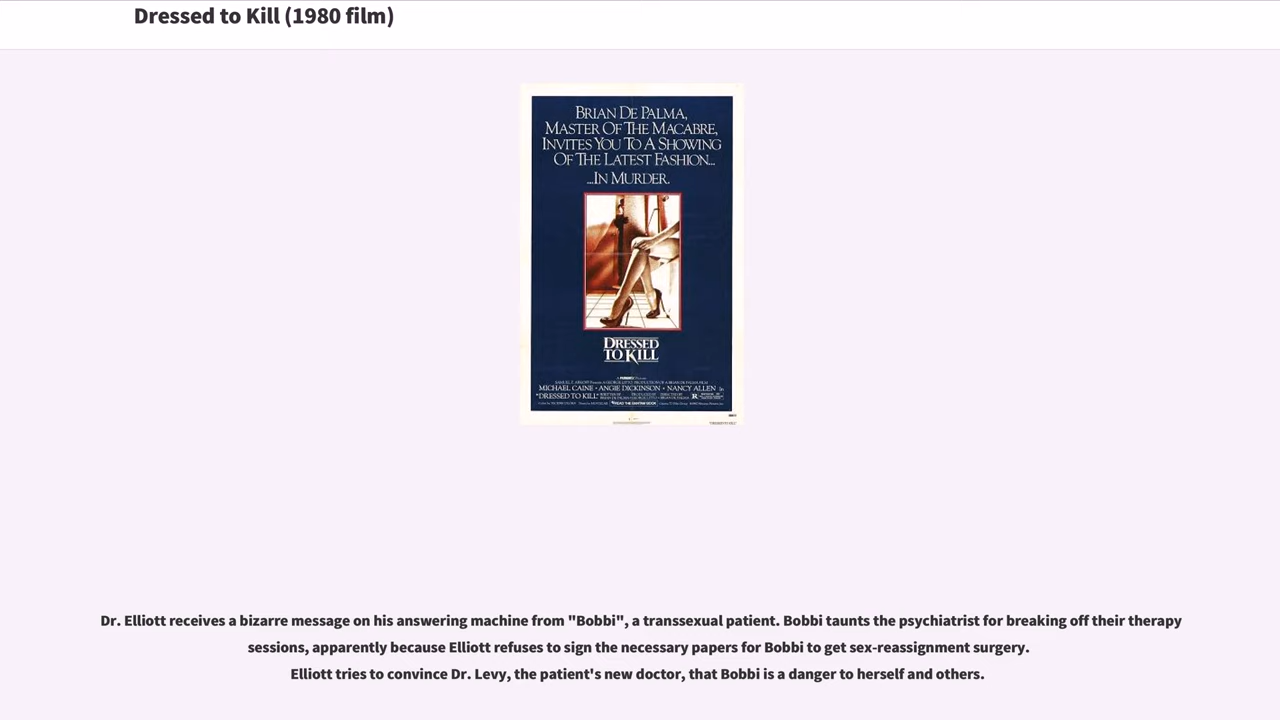 Dressed to Kill (1980 film)
BRIAN DE PALMA,
MASTER OF THE MACABRE,
INVITES YOU TO A SHOWING
OF THE LATEST FASHION...
...IN MURDER.
DRESSED
TO KILL
MICHAEL CAINE • ANGIE DICKINSON • NANCY ALLEN in
"DRESSED TO KILL"
R
Dr. Elliott receives a bizarre message on his answering machine from "Bobbi", a transsexual patient. Bobbi taunts the psychiatrist for breaking off their therapy
sessions, apparently because Elliott refuses to sign the necessary papers for Bobbi to get sex-reassignment surgery.
Elliott tries to convince Dr. Levy, the patient's new doctor, that Bobbi is a danger to herself and others.